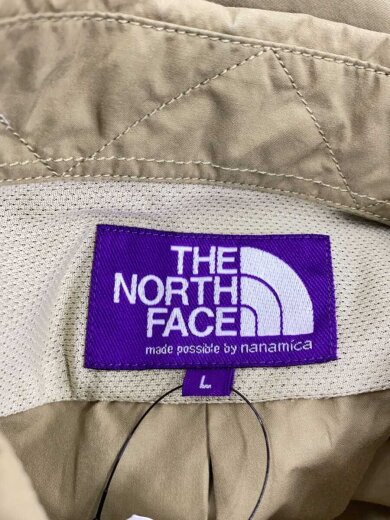 THE
NORTH
FACE
made possible by nanamica
L